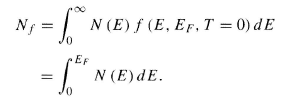 N_f = ∫_0^∞ N (E) f (E, E_F, T = 0) dE
= ∫_0^{E_F} N (E) dE.